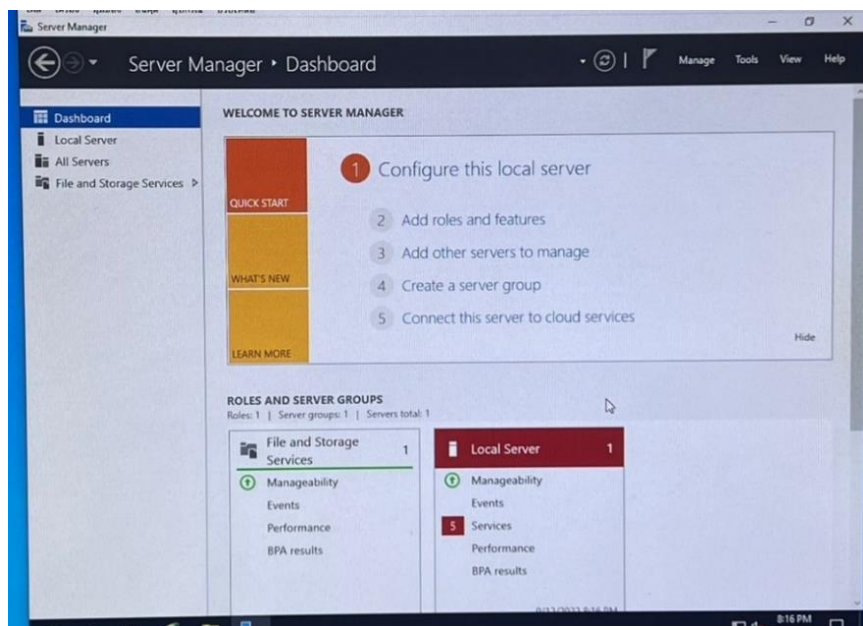 Server Manager
Server Manager • Dashboard
Manage Tools View Help
Dashboard
Local Server
All Servers
File and Storage Services
WELCOME TO SERVER MANAGER
QUICK START
WHAT'S NEW
LEARN MORE
1 Configure this local server
2 Add roles and features
3 Add other servers to manage
4 Create a server group
5 Connect this server to cloud services
Hide
ROLES AND SERVER GROUPS
Roles: 1 | Server groups: 1 | Servers total: 1
File and Storage
Services
1
Manageability
Events
Performance
BPA results
Local Server 1
Manageability
Events
5 Services
Performance
BPA results
8:16 PM